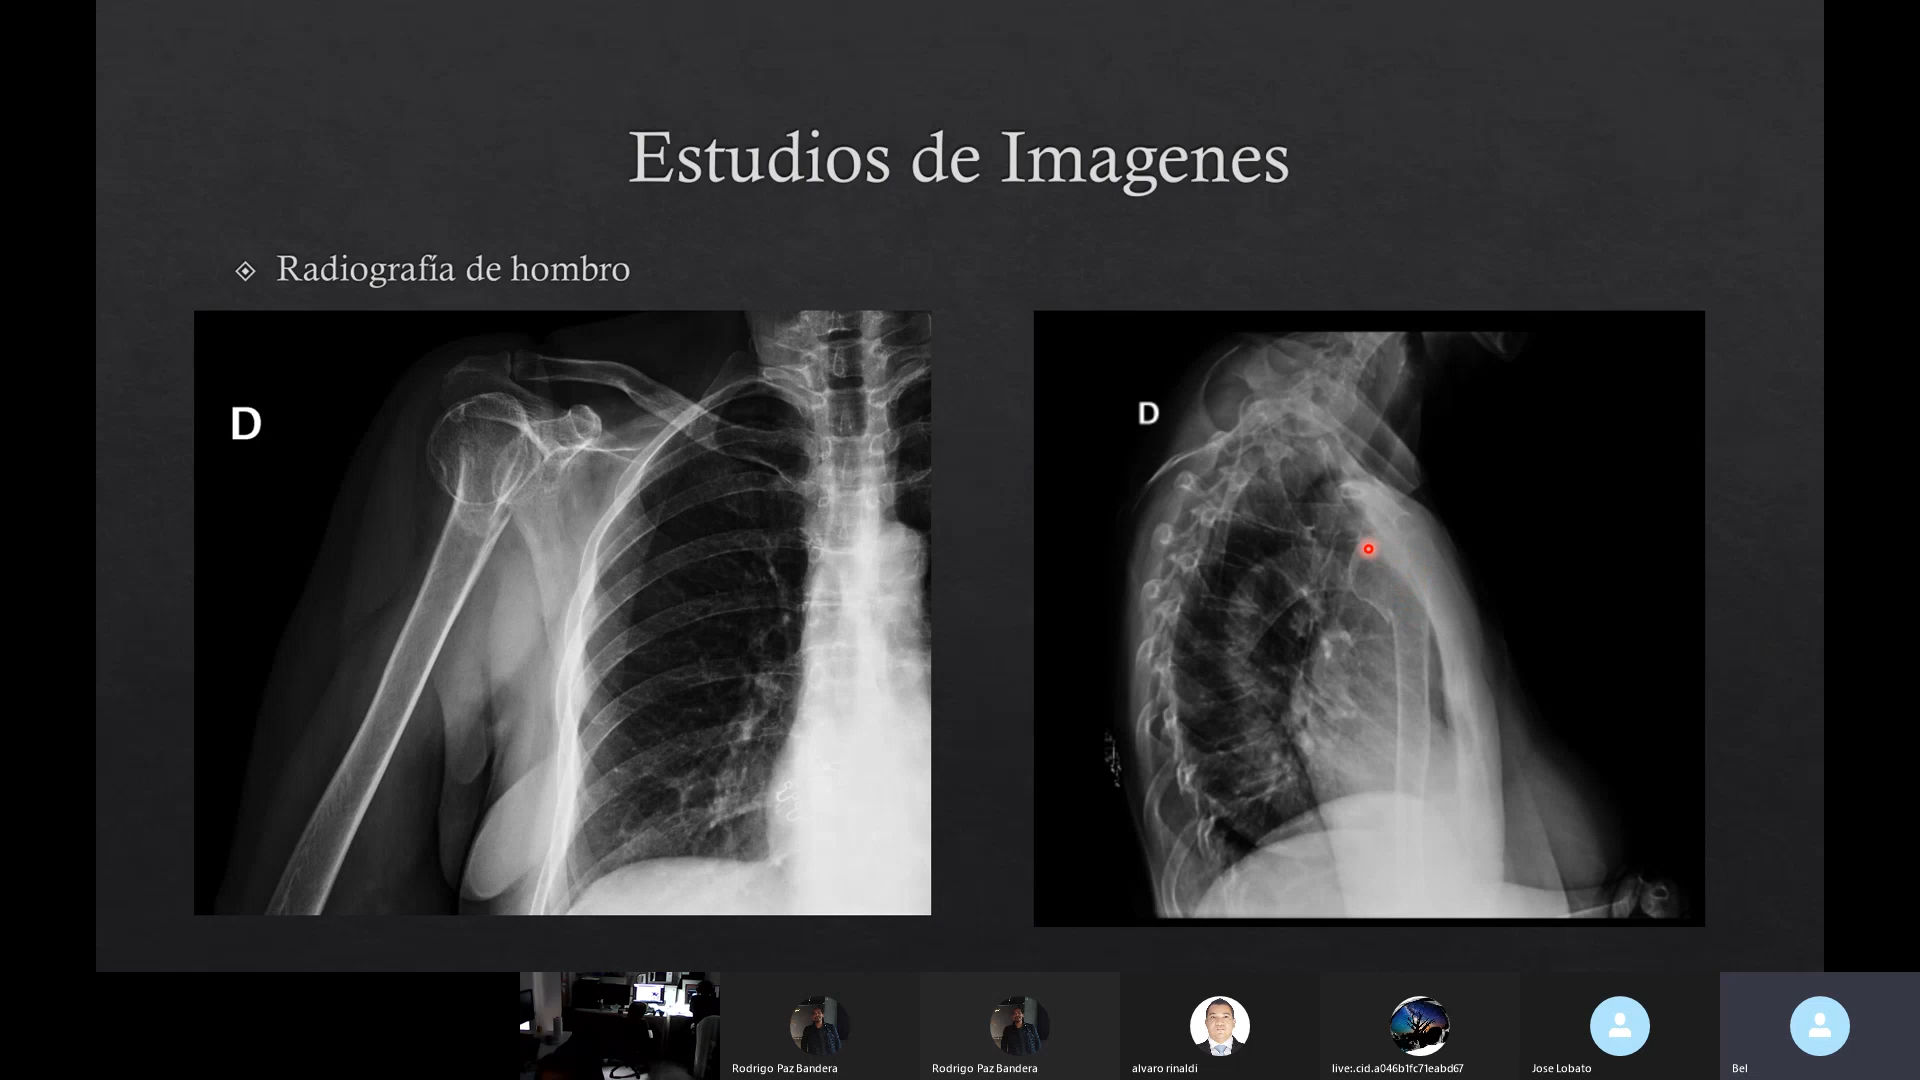 Estudios de Imagenes
Radiografía de hombro
D
D
Rodrigo Paz Bandera
Rodrigo Paz Bandera
alvaro rinaldi
live:.cid.a046b1fc71eabd67
Jose Lobato
Bel